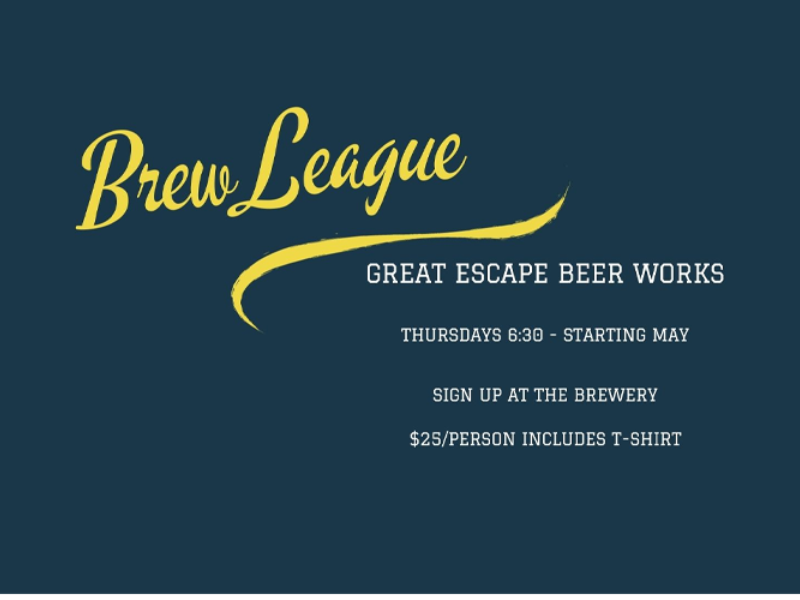 Brew League
GREAT ESCAPE BEER WORKS
THURSDAYS 6:30 - STARTING MAY
SIGN UP AT THE BREWERY
$25/PERSON INCLUDES T-SHIRT